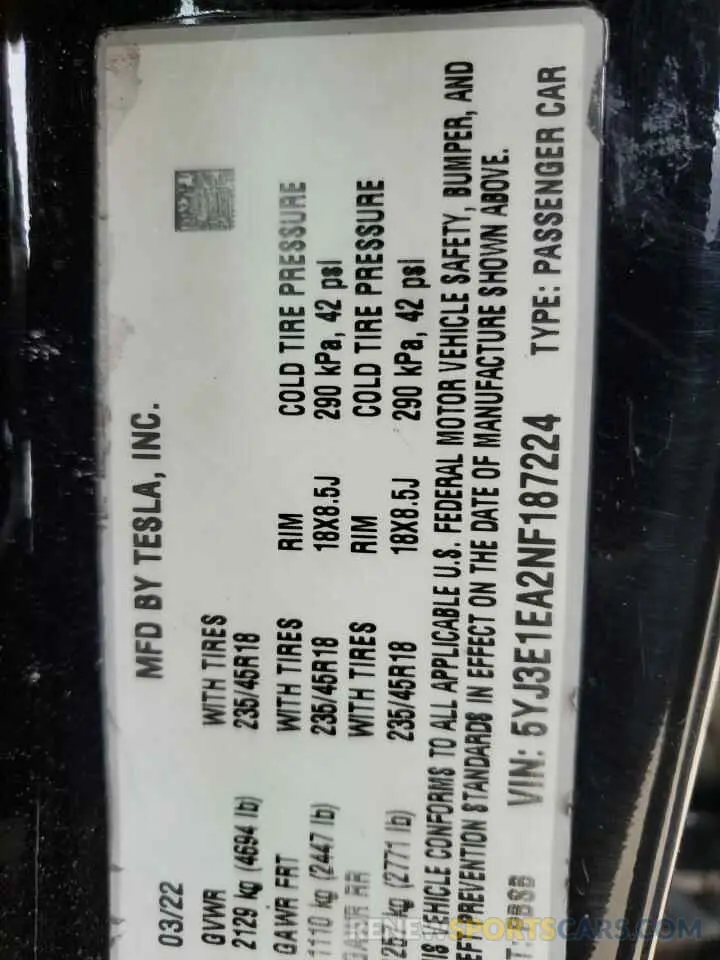 MFD BY TESLA, INC.
03/22
GVWR WITH TIRES
2129 kg (4694 lb) 235/45R18
GAWR FRT WITH TIRES RIM COLD TIRE PRESSURE
1110 kg (2447 lb) 235/45R18 18X8.5J 290 kPa, 42 psi
GAWR RR WITH TIRES RIM COLD TIRE PRESSURE
kg (2771 lb) 235/45R18 18X8.5J 290 kPa, 42 psi
VEHICLE CONFORMS TO ALL APPLICABLE U.S. FEDERAL MOTOR VEHICLE SAFETY, BUMPER, AND
PREVENTION STANDARDS IN EFFECT ON THE DATE OF MANUFACTURE SHOWN ABOVE.
VIN: 5YJ3E1EA2NF187224 TYPE: PASSENGER CAR
RENEWSPORTSCARS.COM